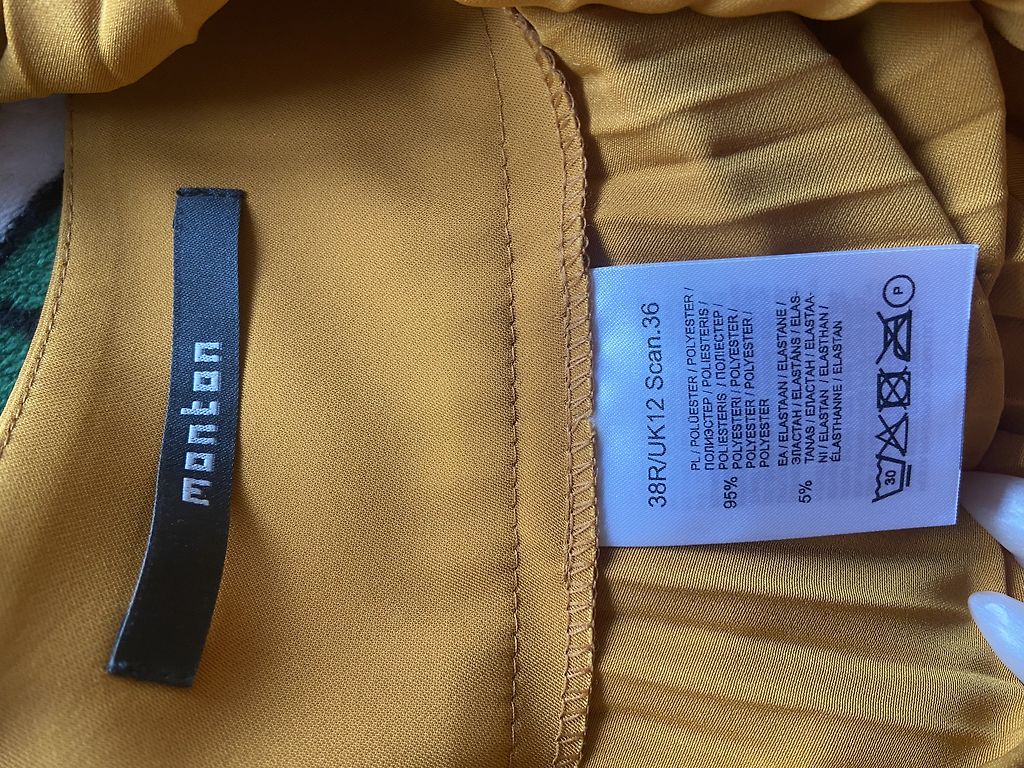 monton
38R/UK12 Scan.36
PL / POLÜESTER / POLYESTER /
ПОЛИЭСТЕР POLIESTERIS /
POLIESTERIS / ПОЛІЕСТЕР /
95% POLYESTERI / POLYESTER /
POLYESTER / POLYESTER /
POLYESTER
EA / ELASTAAN / ELASTANE /
ЭЛАСТАН / ELASTĀNS / ELAS-
TANAS / ЕЛАСТАН / ELASTAA-
5% NI / ELASTAN / ELASTHAN /
ÉLASTHANNE / ELASTAN
30
P